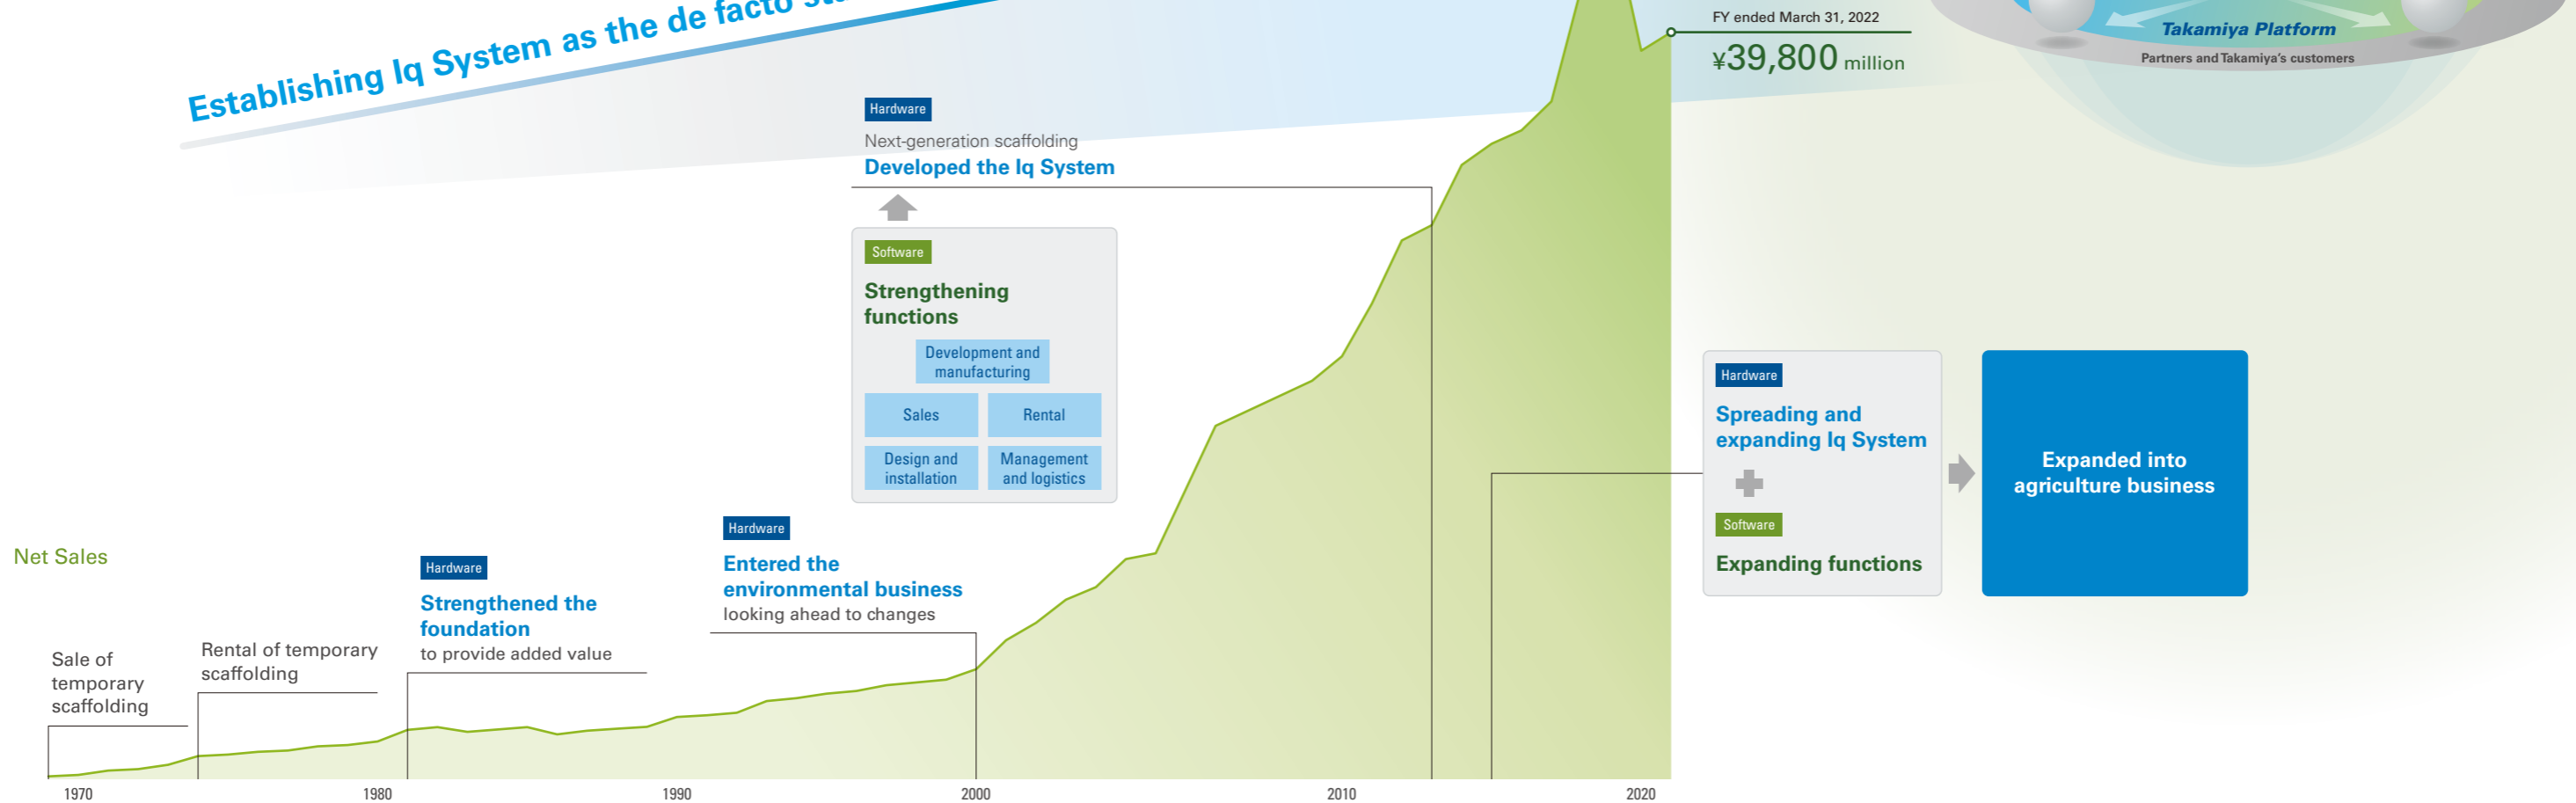 Establishing Iq System as the de facto
FY ended March 31, 2022
¥39,800 million
Takamiya Platform
Partners and Takamiya's customers
Hardware
Next-generation scaffolding
Developed the Iq System
Software
Strengthening
functions
Development and
manufacturing
Sales
Rental
Design and
installation
Management
and logistics
Hardware
Spreading and
expanding Iq System
Software
Expanding functions
Expanded into
agriculture business
Net Sales
Sale of
temporary
scaffolding
Rental of temporary
scaffolding
Hardware
Strengthened the
foundation
to provide added value
Hardware
Entered the
environmental business
looking ahead to changes
1970
1980
1990
2000
2010
2020